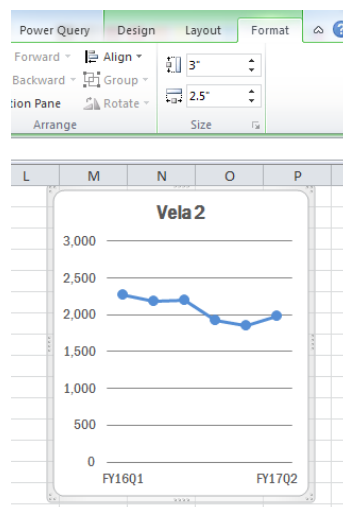 Power Query Design Layout Format
Forward Align 3"
Backward Group 2.5"
tion Pane Rotate
Arrange Size
L M N O P
Vela 2
3,000
2,500
2,000
1,500
1,000
500
0
FY16Q1 FY17Q2